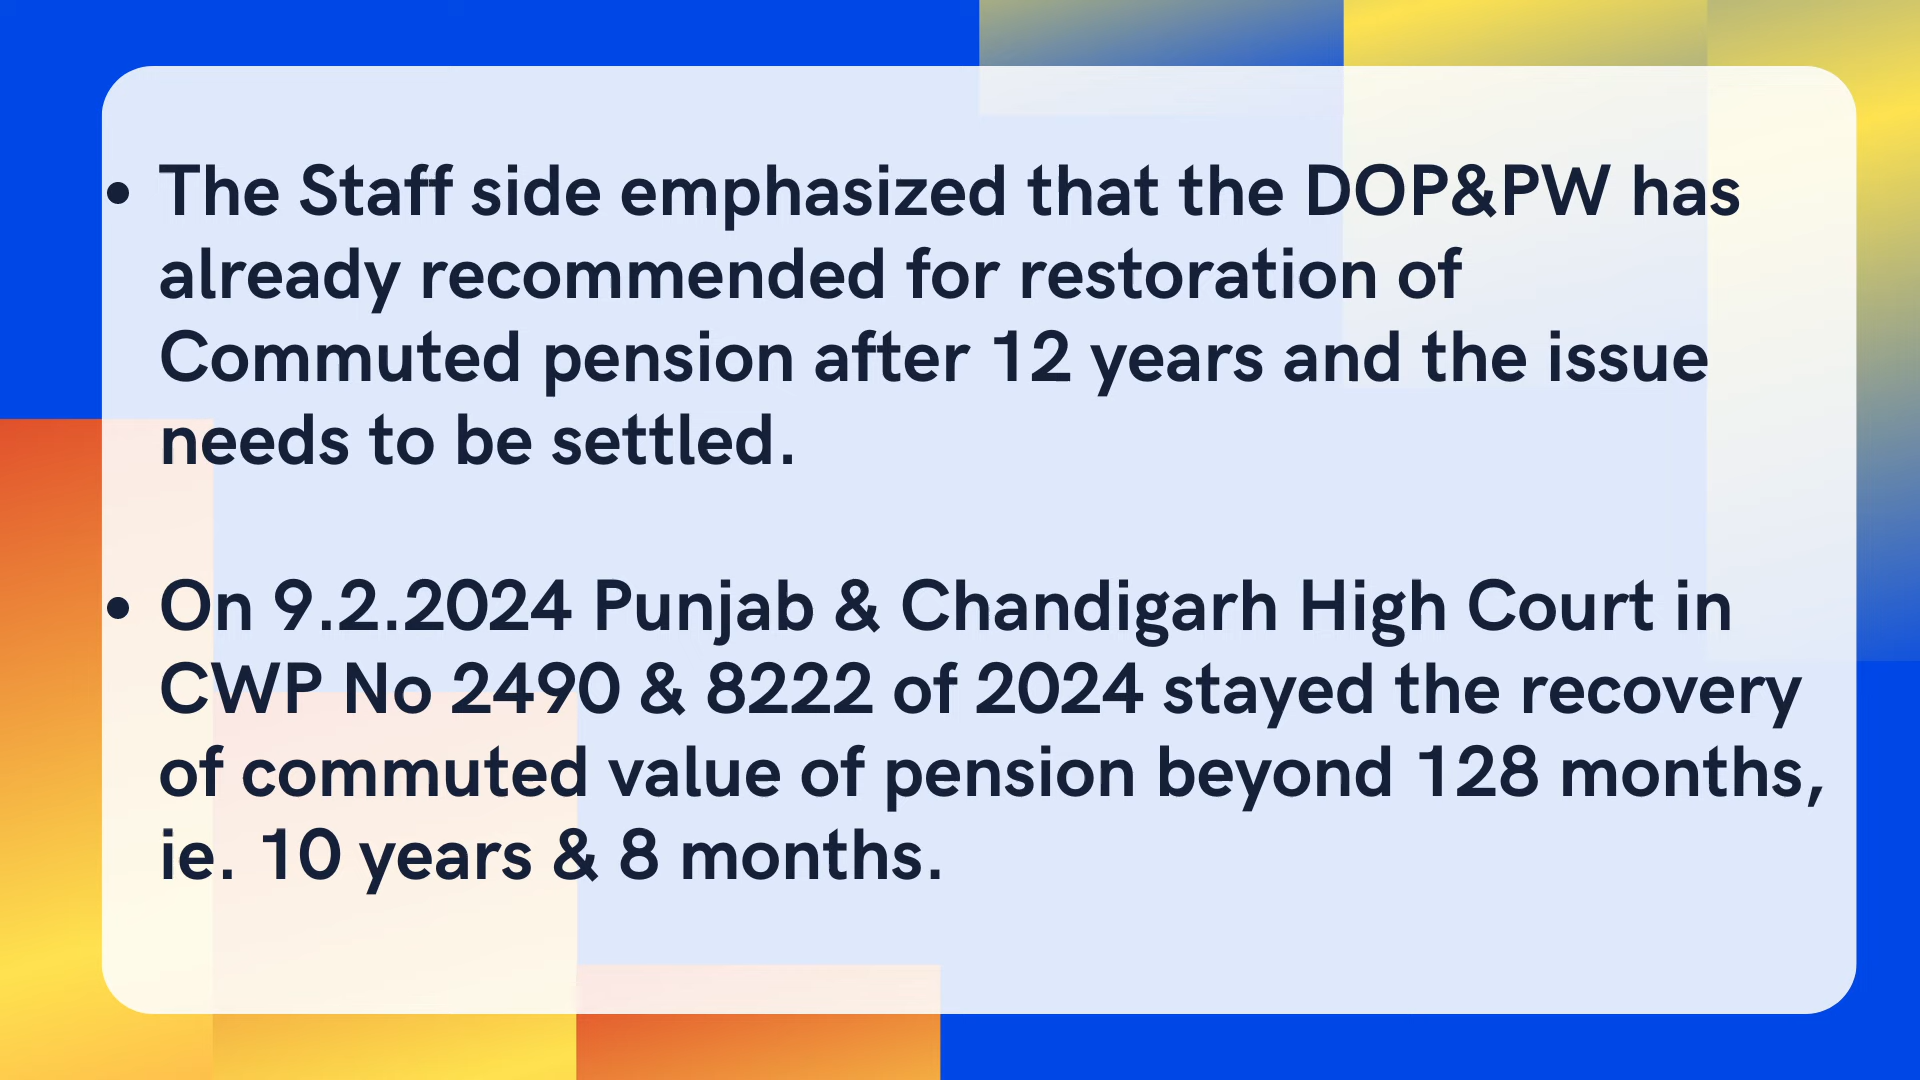 • The Staff side emphasized that the DOP&PW has
already recommended for restoration of
Commuted pension after 12 years and the issue
needs to be settled.
• On 9.2.2024 Punjab & Chandigarh High Court in
CWP No 2490 & 8222 of 2024 stayed the recovery
of commuted value of pension beyond 128 months,
ie. 10 years & 8 months.